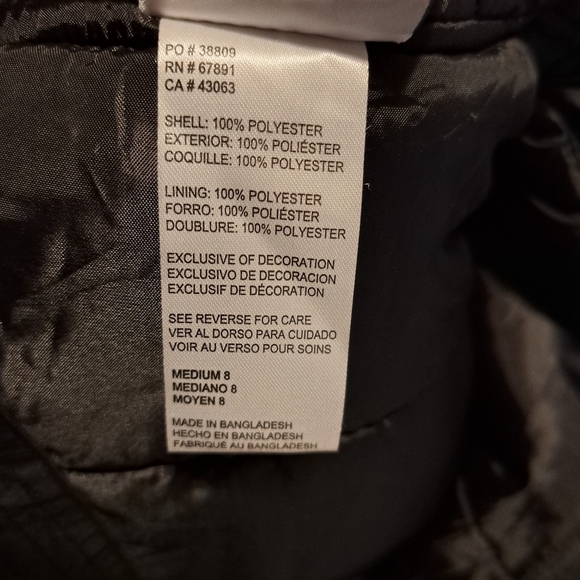 PO # 38809
RN # 67891
CA # 43063
SHELL: 100% POLYESTER
EXTERIOR: 100% POLIÉSTER
COQUILLE: 100% POLYESTER
LINING: 100% POLYESTER
FORRO: 100% POLIÉSTER
DOUBLURE: 100% POLYESTER
EXCLUSIVE OF DECORATION
EXCLUSIVO DE DECORACION
EXCLUSIF DE DÉCORATION
SEE REVERSE FOR CARE
VER AL DORSO PARA CUIDADO
VOIR AU VERSO POUR SOINS
MEDIUM 8
MEDIANO 8
MOYEN 8
MADE IN BANGLADESH
HECHO EN BANGLADESH
FABRIQUÉ AU BANGLADESH